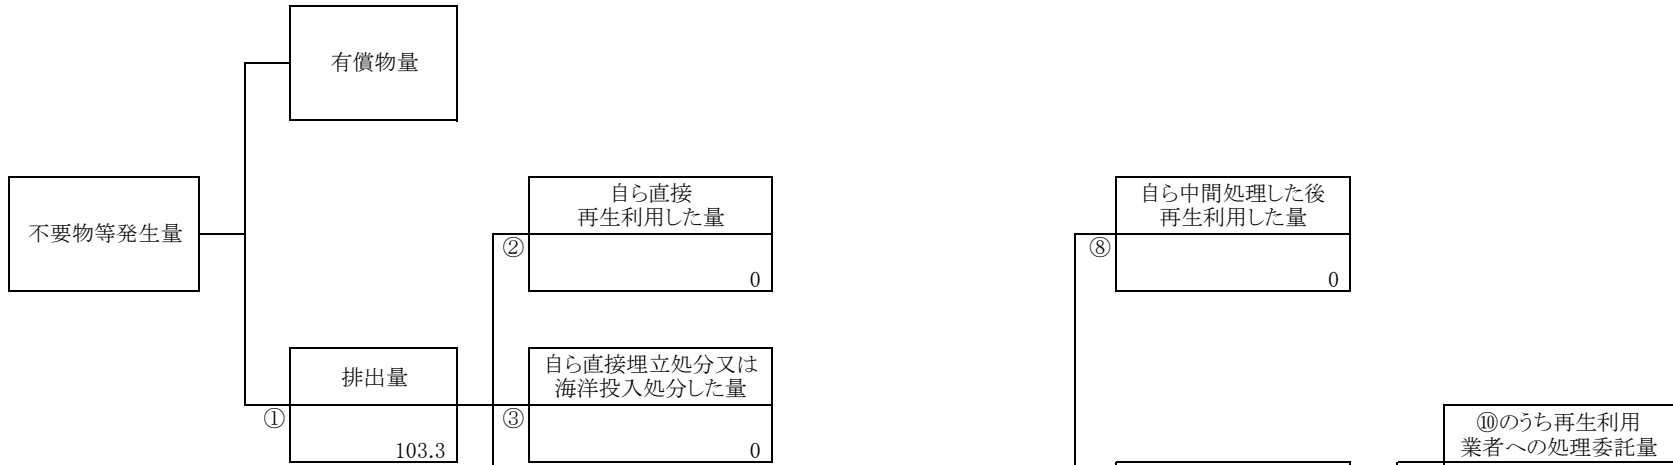 有償物量
不要物等発生量
自ら直接
再生利用した量
②
0
自ら中間処理した後
再生利用した量
⑧
0
排出量
①
103.3
自ら直接埋立処分又は
海洋投入処分した量
③
0
⑩のうち再生利用
業者への処理委託量